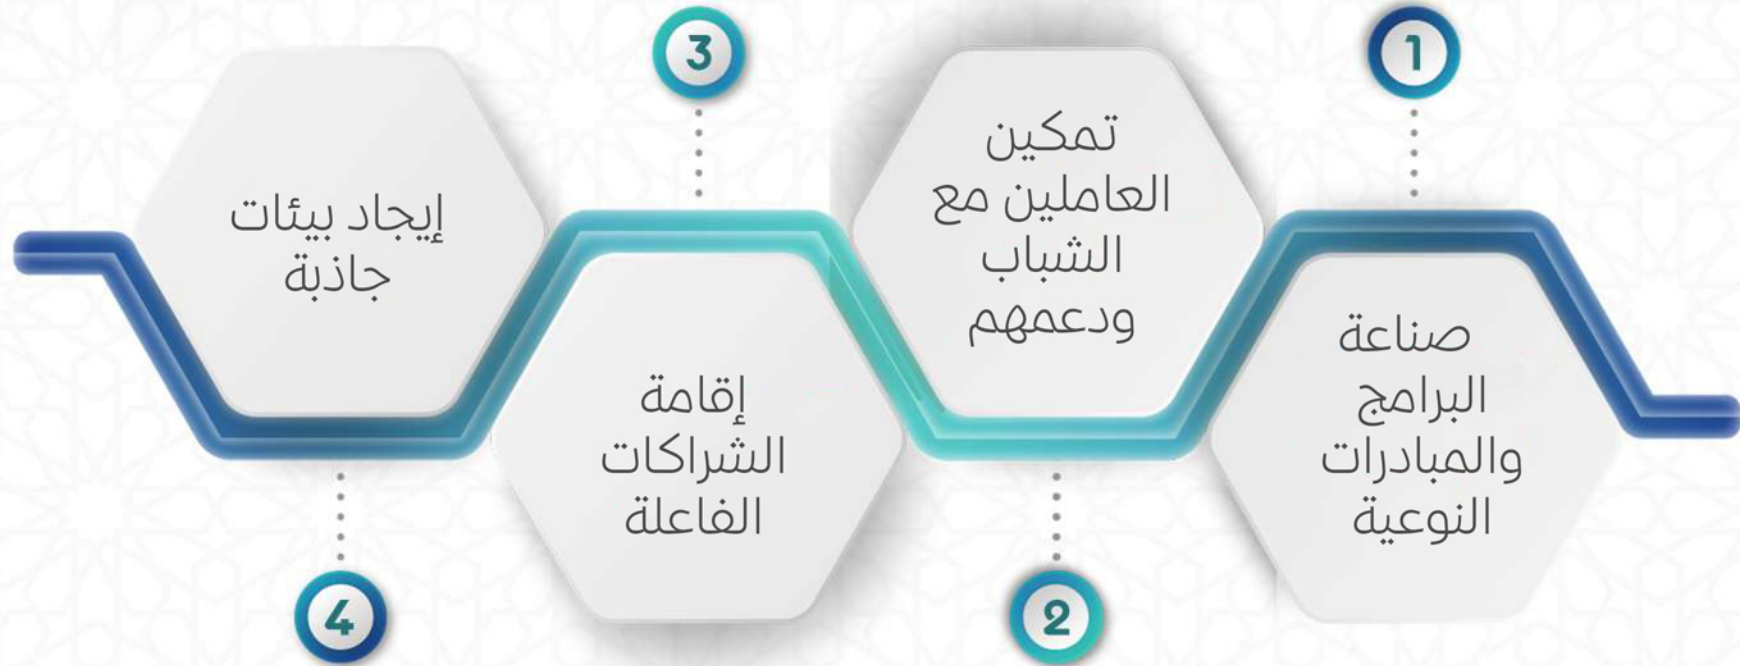 1
صناعة
البرامج
والمبادرات
النوعية
2
تمكين
العاملين مع
الشباب
ودعمهم
3
إقامة
الشراكات
الفاعلة
4
إيجاد بيئات
جاذبة